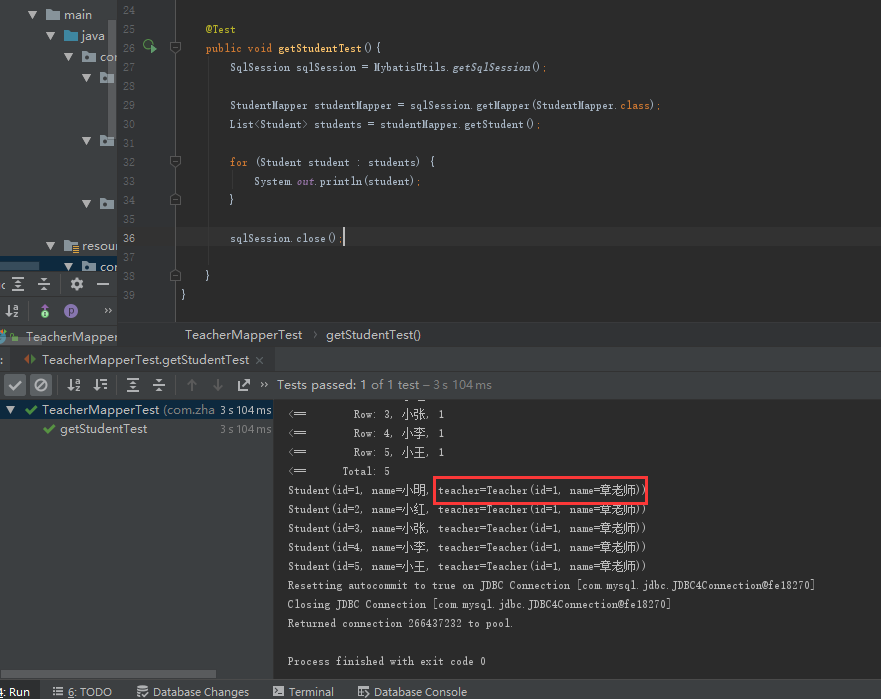 main
java
co
resou
con
24
25 @Test
26 public void getStudentTest(){
27 SqlSession sqlSession = MybatisUtils.getSqlSession();
28
29 StudentMapper studentMapper = sqlSession.getMapper(StudentMapper.class);
30 List<Student> students = studentMapper.getStudent();
31
32 for (Student student : students) {
33 System.out.println(student);
34 }
35
36 sqlSession.close();
37
38 }
39 }
TeacherMapper
TeacherMapperTest › getStudentTest()
TeacherMapperTest.getStudentTest ×
Tests passed: 1 of 1 test – 3 s 104 ms
TeacherMapperTest (com.zha 3 s 104 ms
getStudentTest 3 s 104 ms
<== Row: 3, 小张, 1
<== Row: 4, 小李, 1
<== Row: 5, 小王, 1
<== Total: 5
Student(id=1, name=小明, teacher=Teacher(id=1, name=章老师))
Student(id=2, name=小红, teacher=Teacher(id=1, name=章老师))
Student(id=3, name=小张, teacher=Teacher(id=1, name=章老师))
Student(id=4, name=小李, teacher=Teacher(id=1, name=章老师))
Student(id=5, name=小王, teacher=Teacher(id=1, name=章老师))
Resetting autocommit to true on JDBC Connection [com.mysql.jdbc.JDBC4Connection@fe18270]
Closing JDBC Connection [com.mysql.jdbc.JDBC4Connection@fe18270]
Returned connection 266437232 to pool.
Process finished with exit code 0
4: Run 6: TODO Database Changes Terminal Database Console